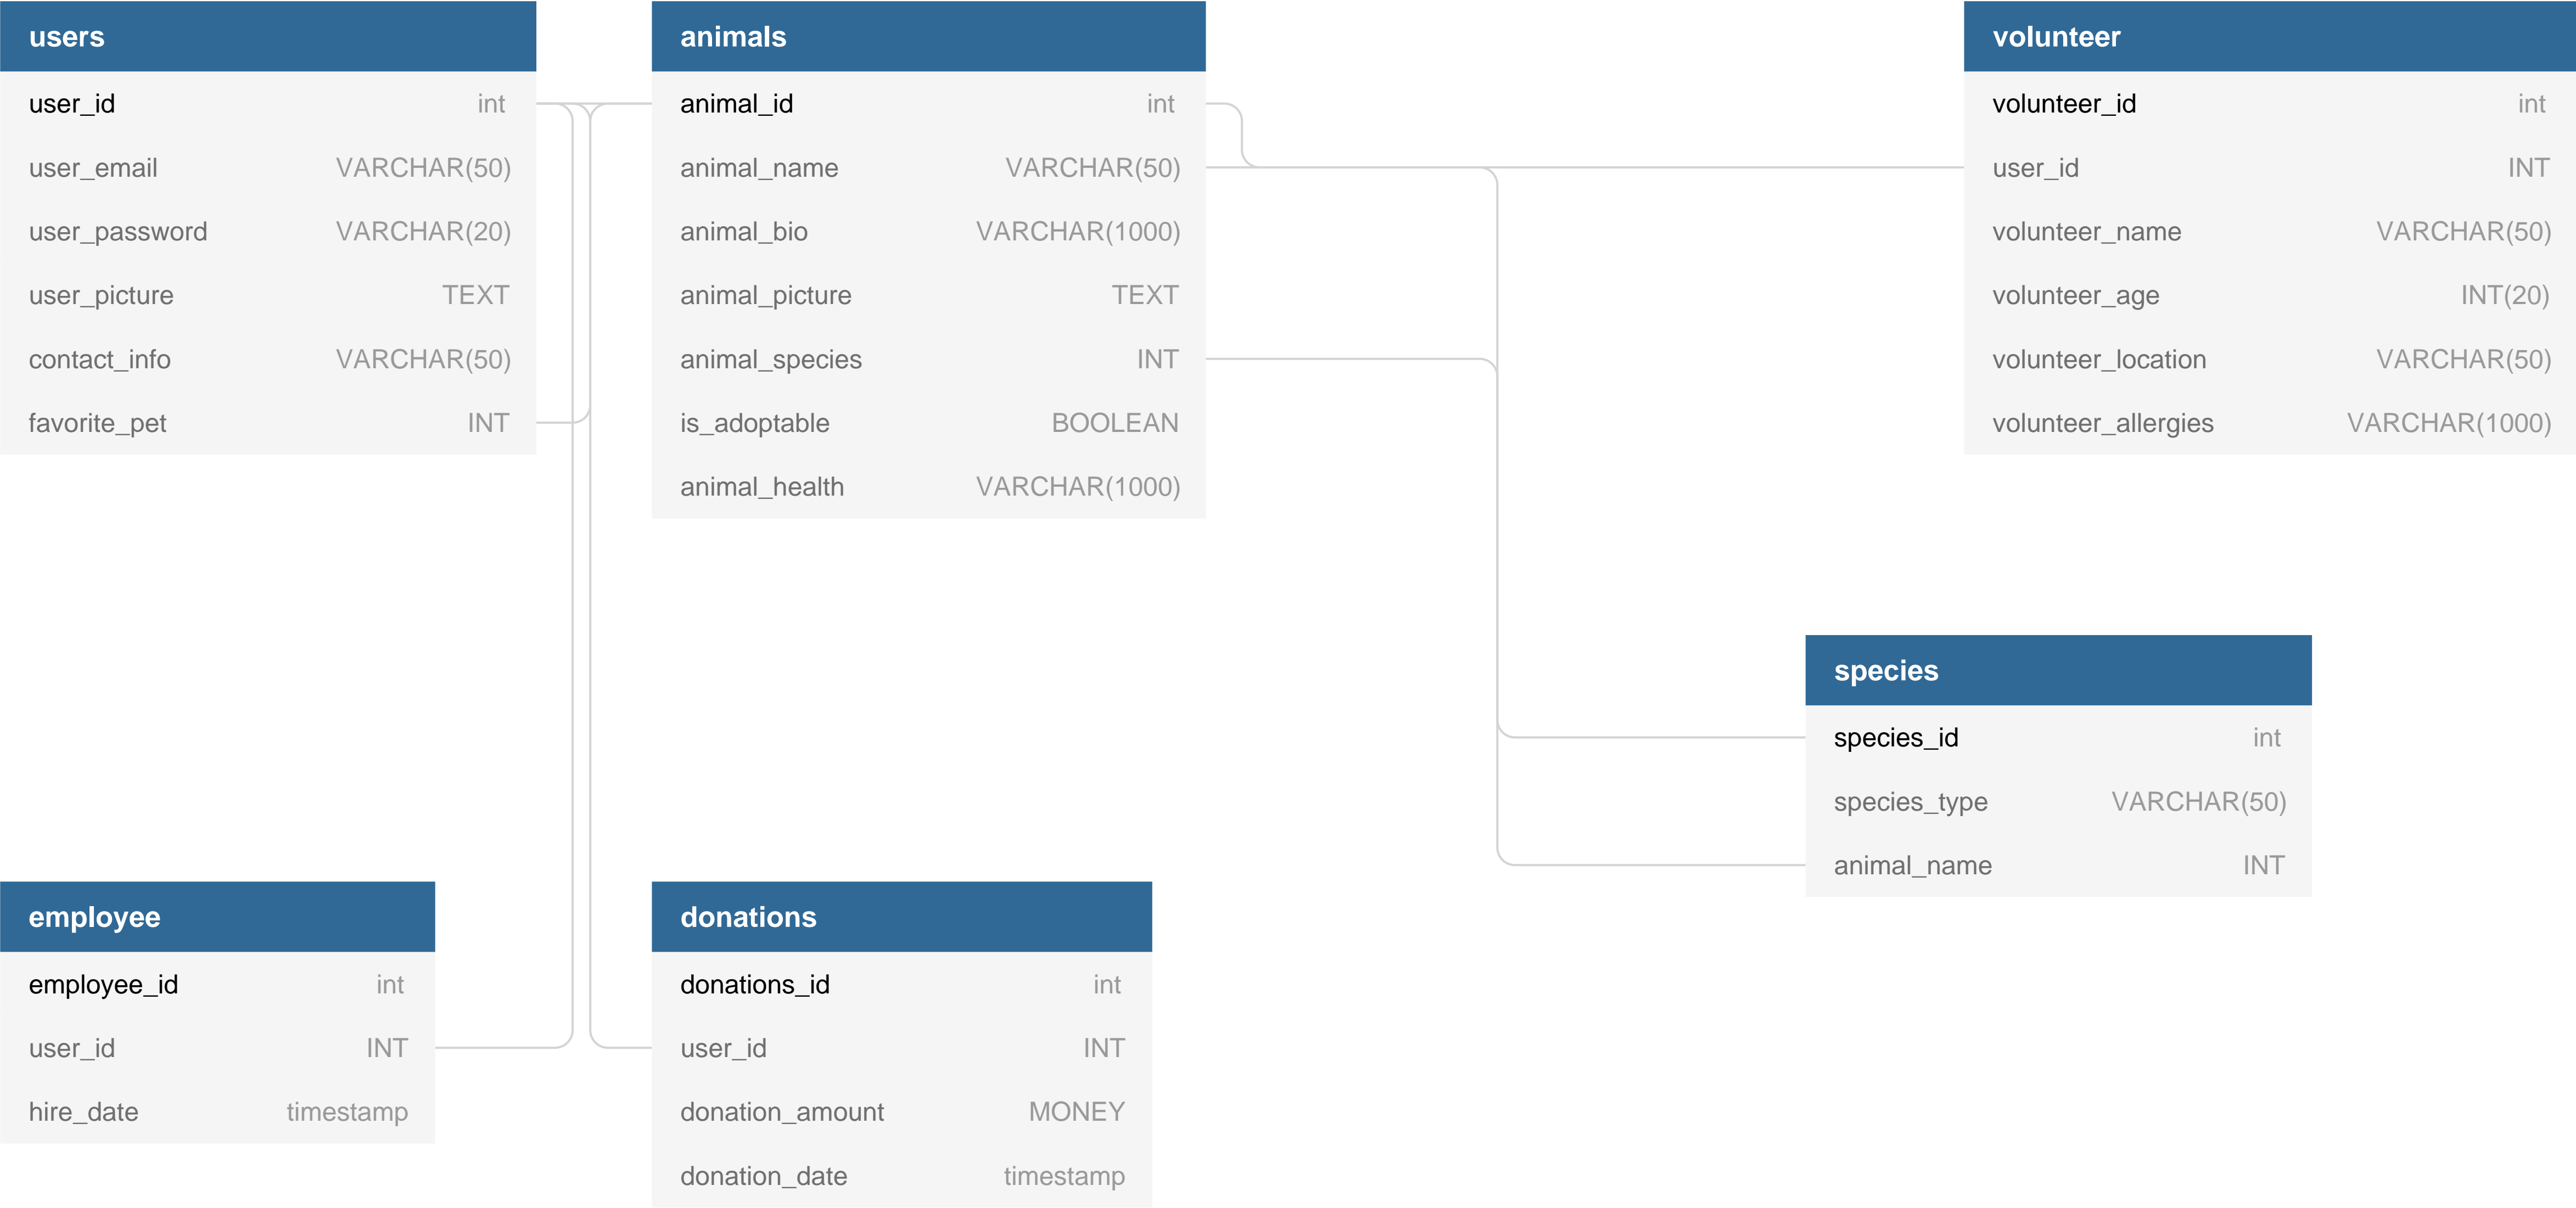 users
user_id int
user_email VARCHAR(50)
user_password VARCHAR(20)
user_picture TEXT
contact_info VARCHAR(50)
favorite_pet INT
animals
animal_id int
animal_name VARCHAR(50)
animal_bio VARCHAR(1000)
animal_picture TEXT
animal_species INT
is_adoptable BOOLEAN
animal_health VARCHAR(1000)
volunteer
volunteer_id int
user_id INT
volunteer_name VARCHAR(50)
volunteer_age INT(20)
volunteer_location VARCHAR(50)
volunteer_allergies VARCHAR(1000)
species
species_id int
species_type VARCHAR(50)
animal_name INT
employee
employee_id int
user_id INT
hire_date timestamp
donations
donations_id int
user_id INT
donation_amount MONEY
donation_date timestamp